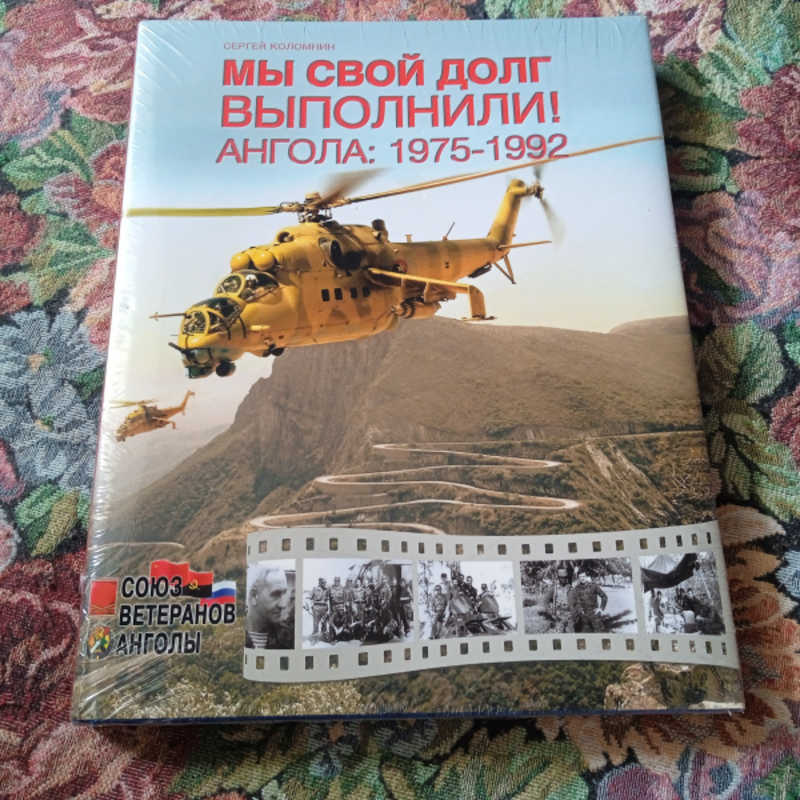 СЕРГЕЙ КОЛОМНИН
МЫ СВОЙ ДОЛГ
ВЫПОЛНИЛИ!
АНГОЛА: 1975-1992
СОЮЗ
ВЕТЕРАНОВ
АНГОЛЫ